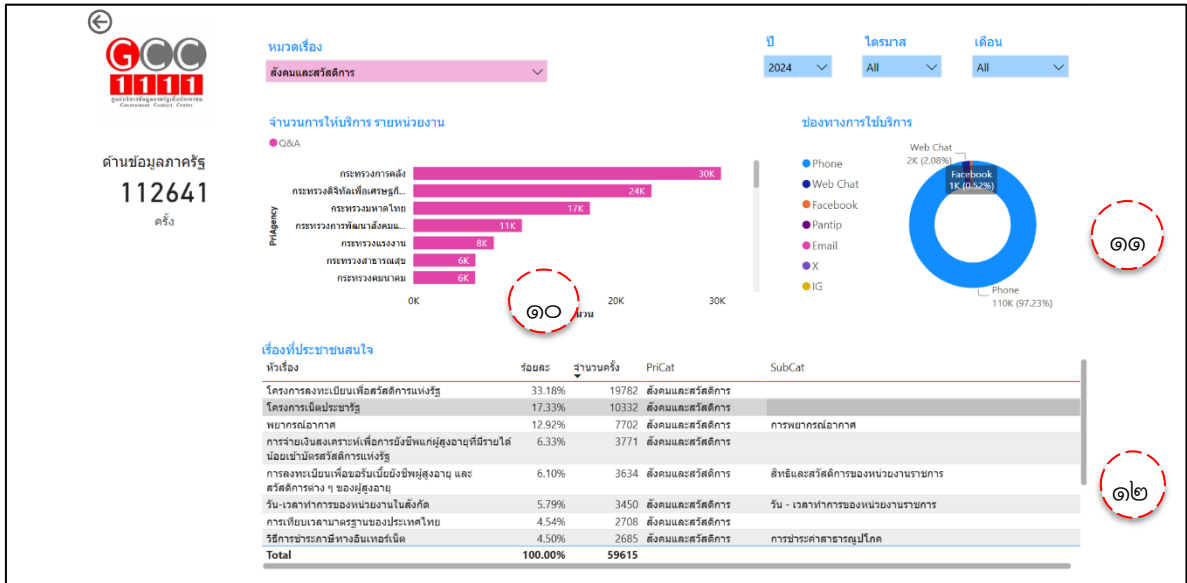 GCC
1111
ศูนย์บริการข้อมูลภาครัฐเพื่อประชาชน
Government Contact Center
ด้านข้อมูลภาครัฐ
112641
ครั้ง
หมวดเรื่อง
สังคมและสวัสดิการ
ปี
2024
ไตรมาส
All
เดือน
All
จำนวนการให้บริการ รายหน่วยงาน
Q&A
PriAgency
กระทรวงการคลัง 30K
กระทรวงดิจิทัลเพื่อเศรษฐกิ... 24K
กระทรวงมหาดไทย 17K
กระทรวงการพัฒนาสังคมแ... 11K
กระทรวงแรงงาน 8K
กระทรวงสาธารณสุข 6K
กระทรวงคมนาคม 6K
0K 20K 30K
๑๐
ช่องทางการใช้บริการ
Phone
Web Chat
Facebook
Pantip
Email
X
IG
Web Chat
2K (2.08%)
Facebook
1K (0.52%)
Phone
110K (97.23%)
๑๑
เรื่องที่ประชาชนสนใจ
หัวเรื่อง ร้อยละ จำนวนครั้ง PriCat SubCat
โครงการลงทะเบียนเพื่อสวัสดิการแห่งรัฐ 33.18% 19782 สังคมและสวัสดิการ
โครงการเน็ตประชารัฐ 17.33% 10332 สังคมและสวัสดิการ
พยากรณ์อากาศ 12.92% 7702 สังคมและสวัสดิการ การพยากรณ์อากาศ
การจ่ายเงินสงเคราะห์เพื่อการยังชีพแก่ผู้สูงอายุที่มีรายได้ 6.33% 3771 สังคมและสวัสดิการ
น้อยเข้าบัตรสวัสดิการแห่งรัฐ
การลงทะเบียนเพื่อขอรับเบี้ยยังชีพผู้สูงอายุ และ 6.10% 3634 สังคมและสวัสดิการ สิทธิและสวัสดิการของหน่วยงานราชการ
สวัสดิการต่าง ๆ ของผู้สูงอายุ
วัน-เวลาทำการของหน่วยงานในสังกัด 5.79% 3450 สังคมและสวัสดิการ วัน - เวลาทำการของหน่วยงานราชการ
การเทียบเวลามาตรฐานของประเทศไทย 4.54% 2708 สังคมและสวัสดิการ
วิธีการชำระภาษีทางอินเทอร์เน็ต 4.50% 2685 สังคมและสวัสดิการ การชำระค่าสาธารณูปโภค
Total 100.00% 59615
๑๒